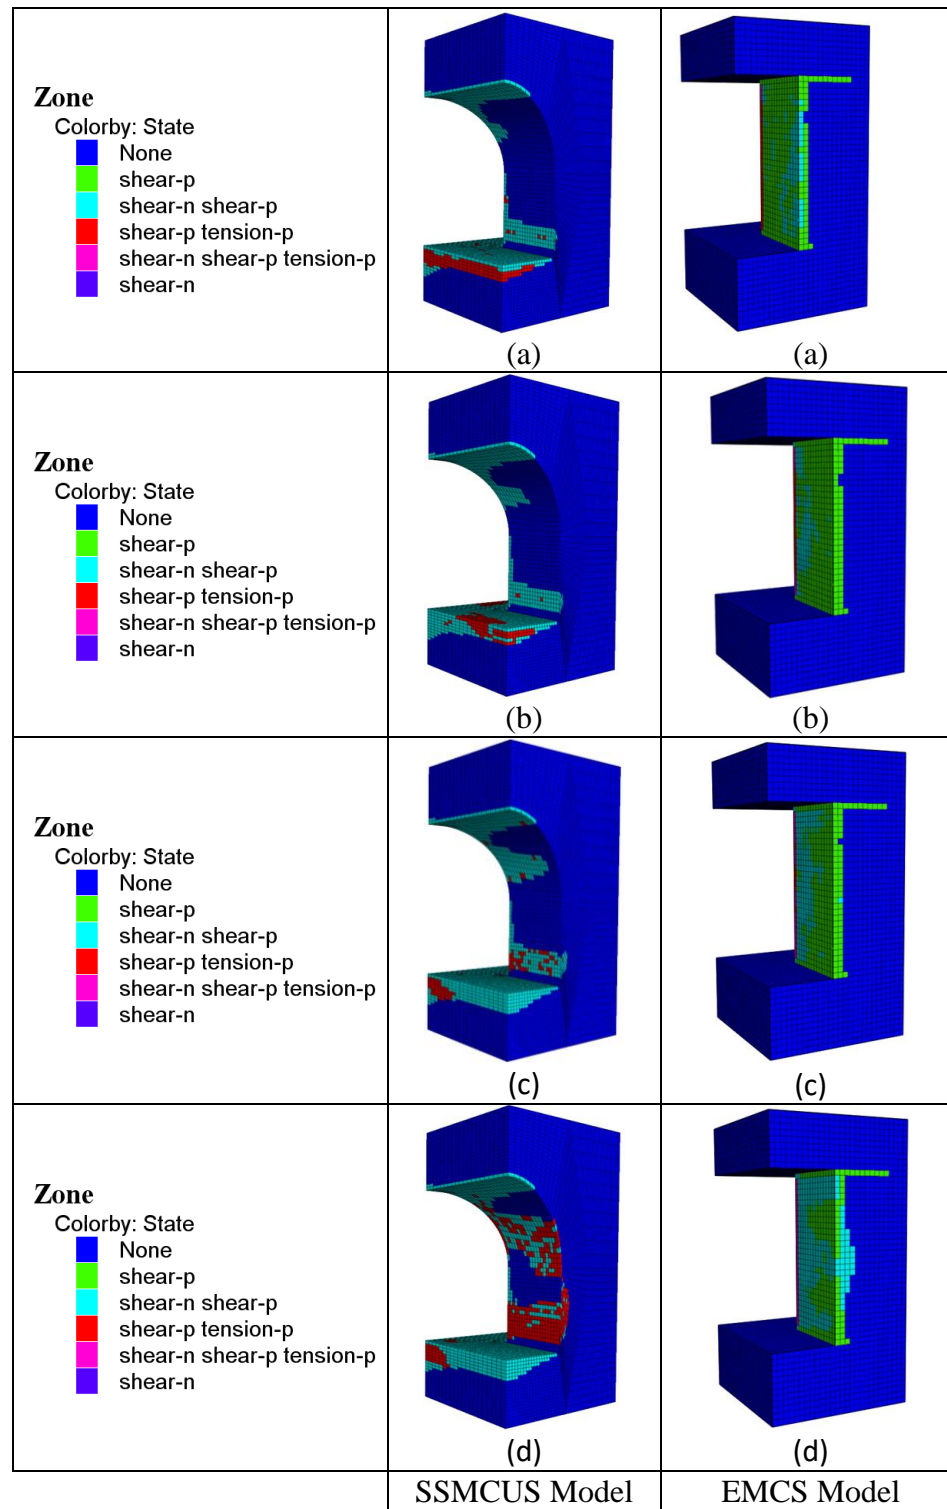 Zone
Colorby: State
None
shear-p
shear-n shear-p
shear-p tension-p
shear-n shear-p tension-p
shear-n
(a)
(a)
Zone
Colorby: State
None
shear-p
shear-n shear-p
shear-p tension-p
shear-n shear-p tension-p
shear-n
(b)
(b)
Zone
Colorby: State
None
shear-p
shear-n shear-p
shear-p tension-p
shear-n shear-p tension-p
shear-n
(c)
(c)
Zone
Colorby: State
None
shear-p
shear-n shear-p
shear-p tension-p
shear-n shear-p tension-p
shear-n
(d)
(d)
SSMCUS Model
EMCS Model